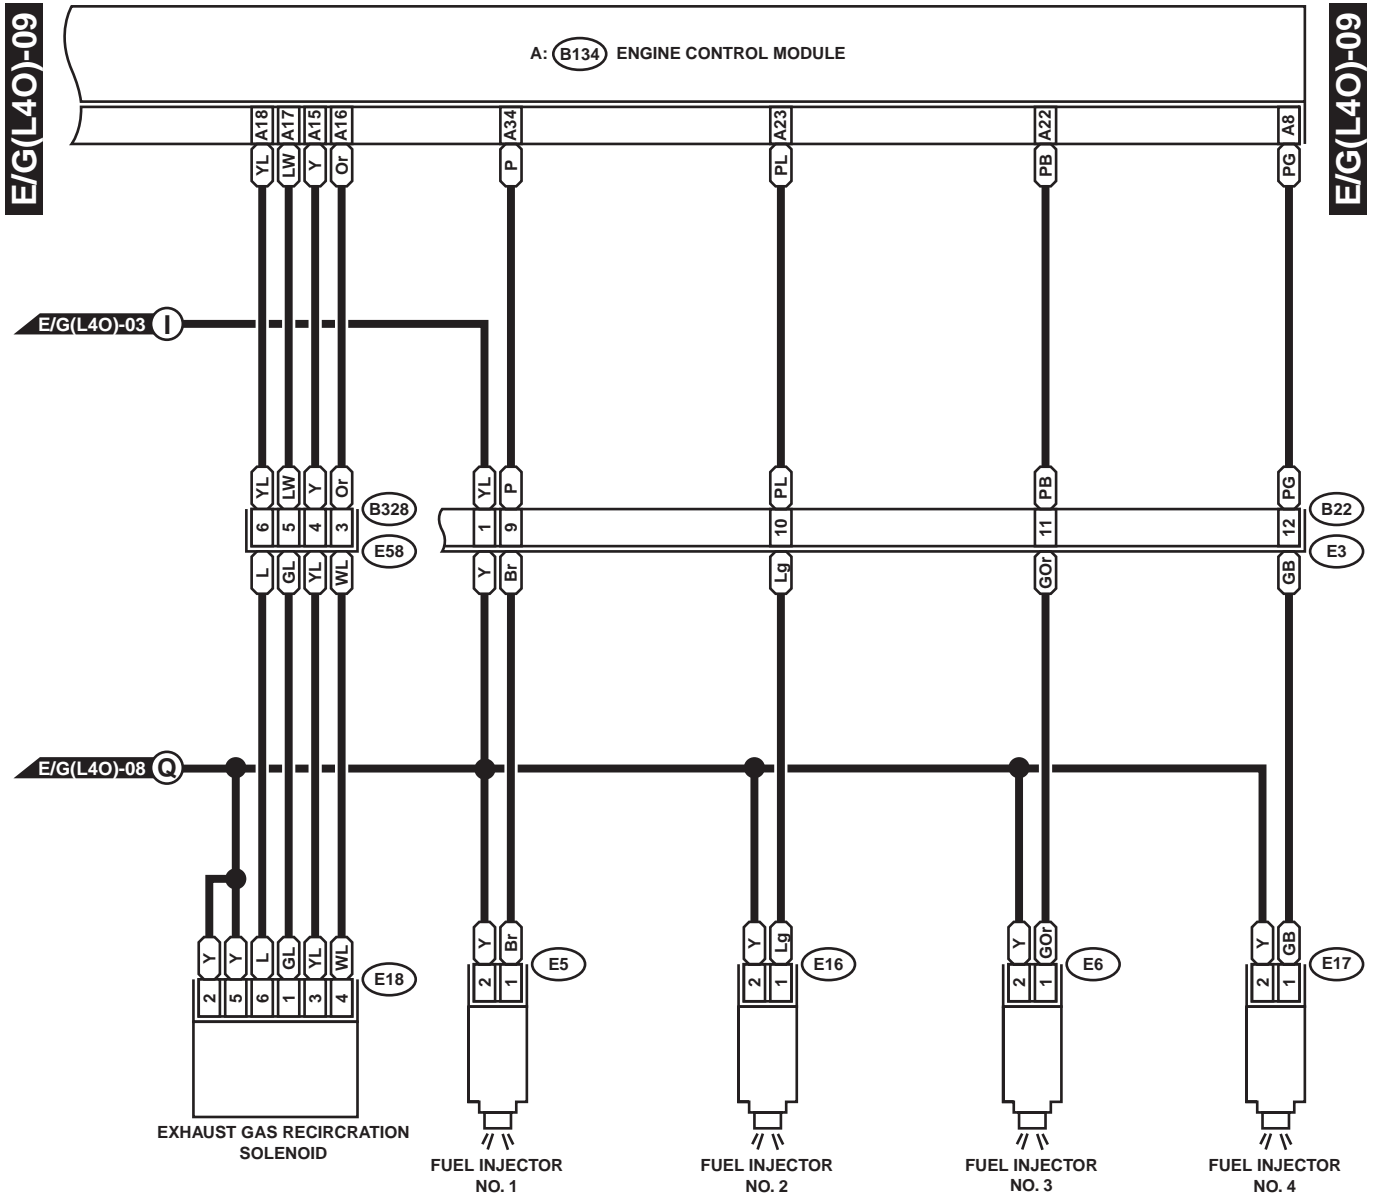 E/G(L4O)-09
E/G(L4O)-09
A: B134 ENGINE CONTROL MODULE
A18 A17 A15 A16 A34 A23 A22 A8
YL LW Y Or P PL PB PG
E/G(L4O)-03 I
YL LW Y Or YL P PL PB PG
6 5 4 3 B328 1 9 10 11 12 B22
E58 E3
L GL YL WL Y Br Lg GOr GB
E/G(L4O)-08 Q
Y Br Y Lg Y GOr Y GB
Y Y L GL YL WL
E5 E16 E6 E17
2 5 6 1 3 4 E18 2 1 2 1 2 1 2 1
EXHAUST GAS RECIRCRATION
SOLENOID
FUEL INJECTOR
NO. 1
FUEL INJECTOR
NO. 2
FUEL INJECTOR
NO. 3
FUEL INJECTOR
NO. 4